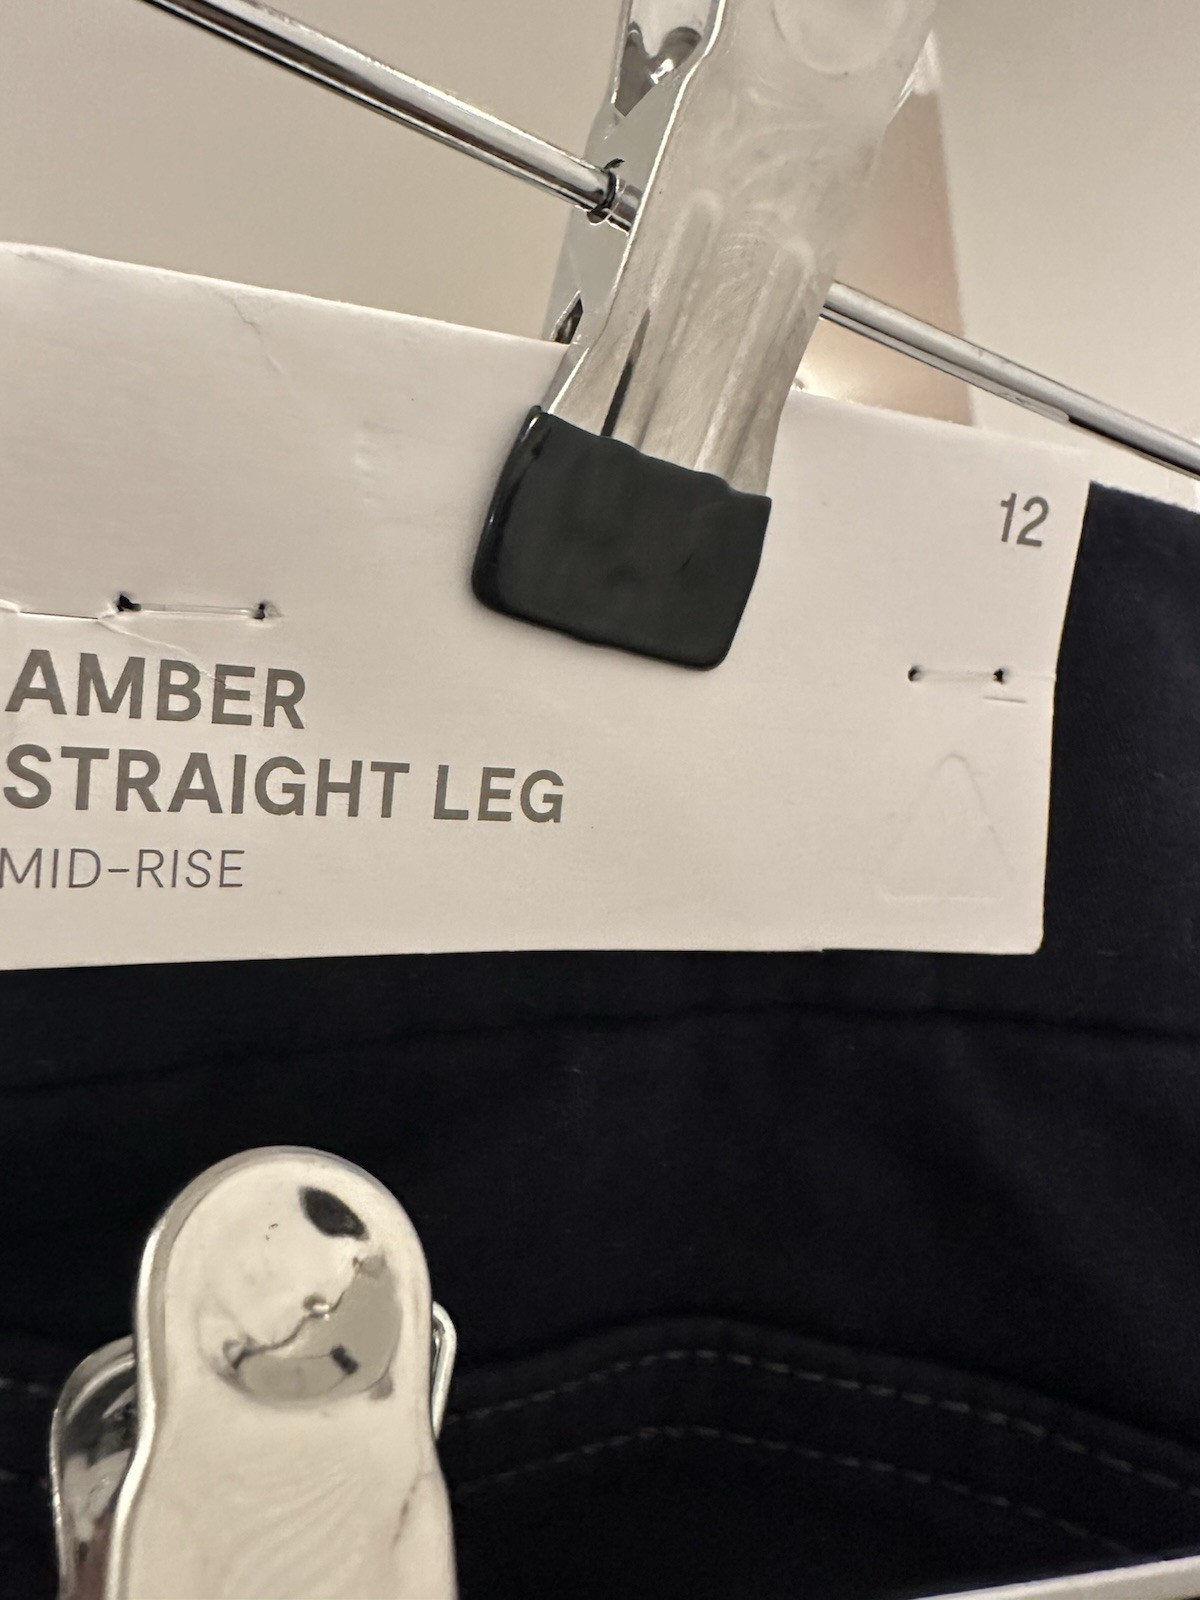 12
AMBER
STRAIGHT LEG
MID-RISE